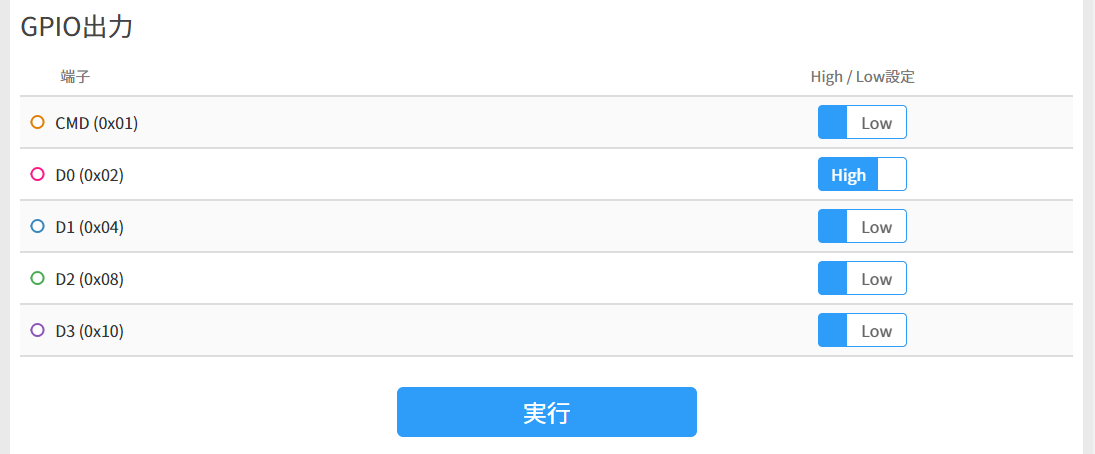 GPIO出力
端子 High / Low設定
CMD (0x01) Low
D0 (0x02) High
D1 (0x04) Low
D2 (0x08) Low
D3 (0x10) Low
実行